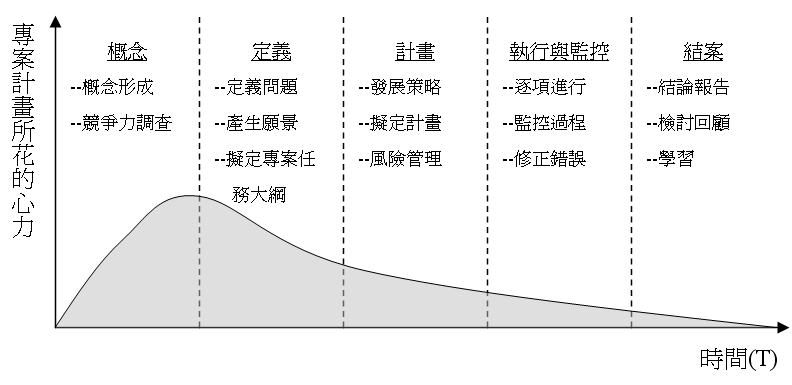 專案計畫所花的心力
概念
--概念形成
--競爭力調查
定義
--定義問題
--產生願景
--擬定專案任
務大綱
計畫
--發展策略
--擬定計畫
--風險管理
執行與監控
--逐項進行
--監控過程
--修正錯誤
結案
--結論報告
--檢討回顧
--學習
時間(T)